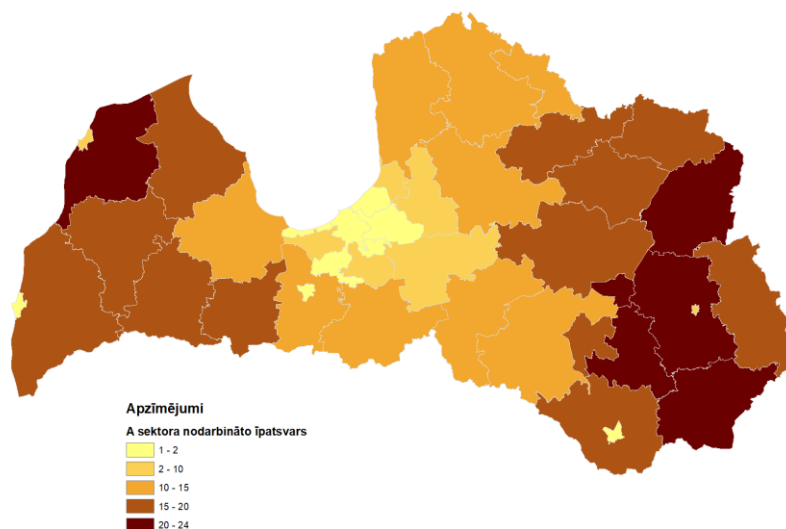 Apzīmējumi
A sektora nodarbināto īpatsvars
1 - 2
2 - 10
10 - 15
15 - 20
20 - 24